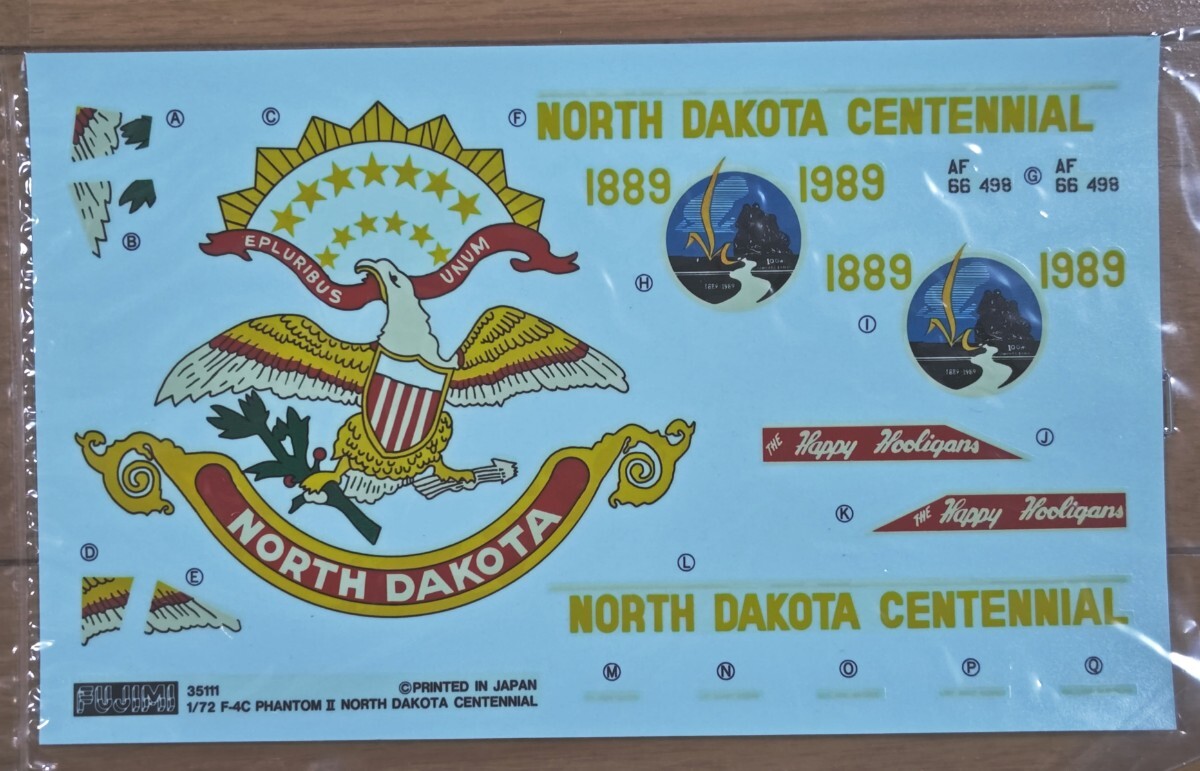 Ⓐ
Ⓒ
Ⓕ
NORTH DAKOTA CENTENNIAL
1889
1989
AF
66 498
Ⓖ
AF
66 498
Ⓑ
EPLURIBUS
UNUM
Ⓗ
1889
1989
Ⓘ
THE Happy Hooligans
Ⓙ
Ⓚ
THE Happy Hooligans
NORTH DAKOTA
Ⓓ
Ⓔ
Ⓛ
NORTH DAKOTA CENTENNIAL
Ⓜ
Ⓝ
Ⓞ
Ⓟ
Ⓠ
FUJIMI
35111
©PRINTED IN JAPAN
1/72 F-4C PHANTOM II NORTH DAKOTA CENTENNIAL